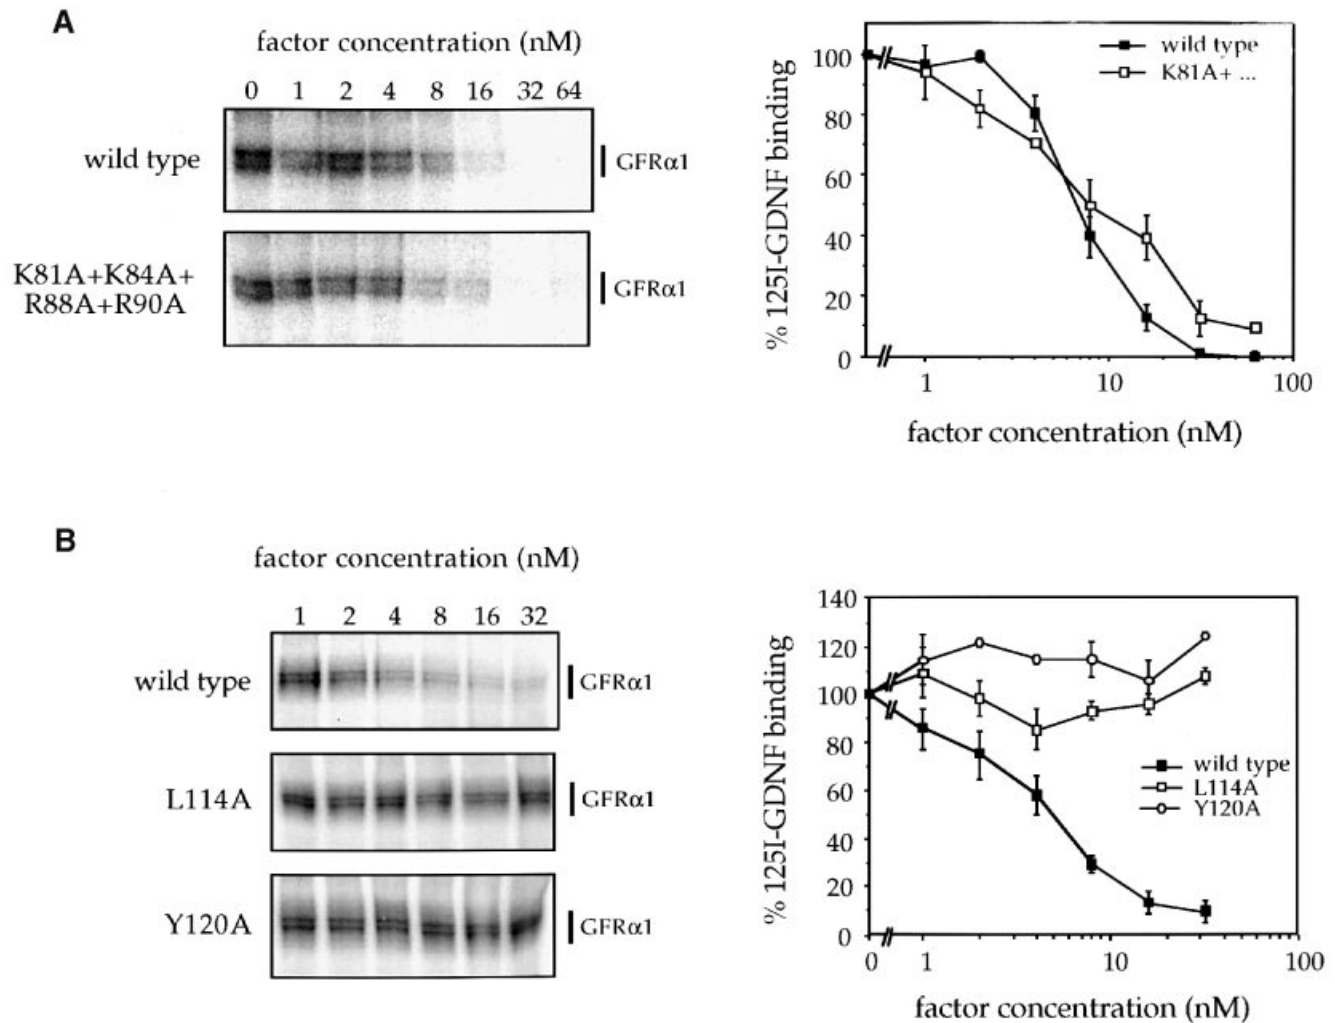 A
factor concentration (nM)
0 1 2 4 8 16 32 64
wild type
GFRα1
K81A+K84A+
R88A+R90A
GFRα1
wild type
K81A+ ...
% 125I-GDNF binding
100
80
60
40
20
0
1 10 100
factor concentration (nM)
B
factor concentration (nM)
1 2 4 8 16 32
wild type
GFRα1
L114A
GFRα1
Y120A
GFRα1
% 125I-GDNF binding
140
120
100
80
60
40
20
0
wild type
L114A
Y120A
0 1 10 100
factor concentration (nM)